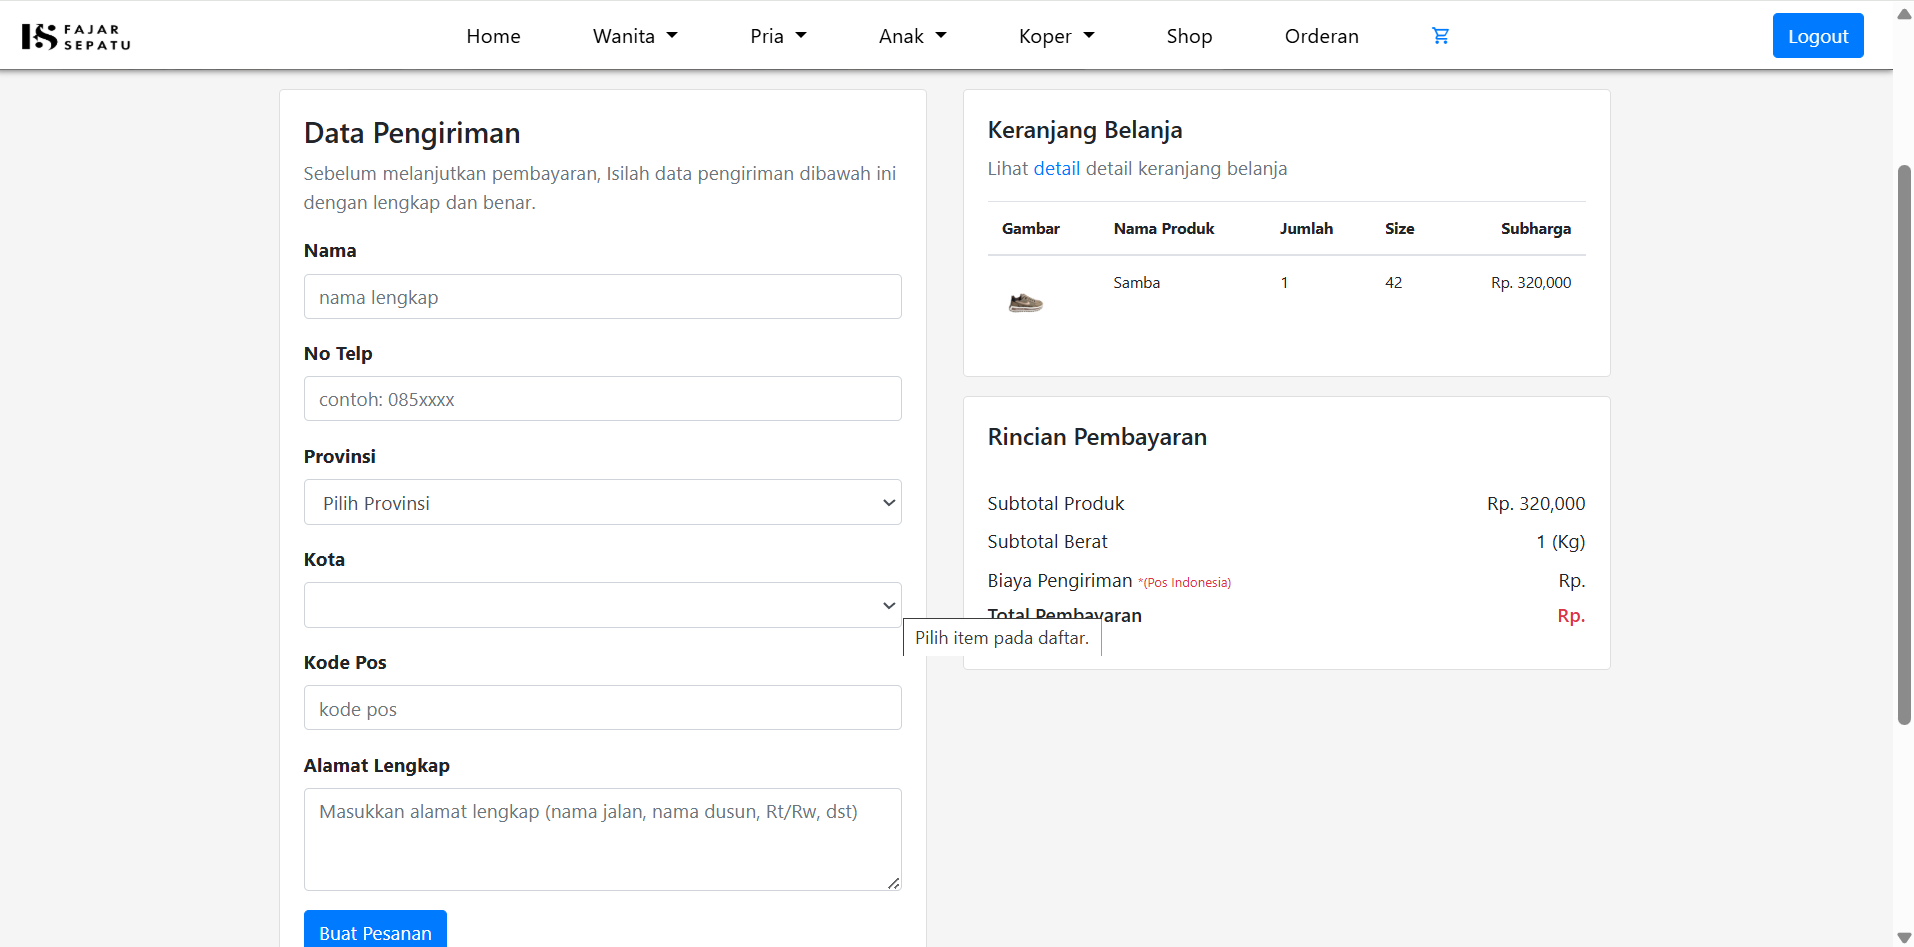 FAJAR
SEPATU
Home Wanita Pria Anak Koper Shop Orderan Logout
Data Pengiriman
Sebelum melanjutkan pembayaran, Isilah data pengiriman dibawah ini
dengan lengkap dan benar.
Nama
nama lengkap
No Telp
contoh: 085xxxx
Provinsi
Pilih Provinsi
Kota
Pilih item pada daftar.
Kode Pos
kode pos
Alamat Lengkap
Masukkan alamat lengkap (nama jalan, nama dusun, Rt/Rw, dst)
Buat Pesanan
Keranjang Belanja
Lihat detail detail keranjang belanja
Gambar Nama Produk Jumlah Size Subharga
Samba 1 42 Rp. 320,000
Rincian Pembayaran
Subtotal Produk Rp. 320,000
Subtotal Berat 1 (Kg)
Biaya Pengiriman *(Pos Indonesia) Rp.
Total Pembayaran Rp.